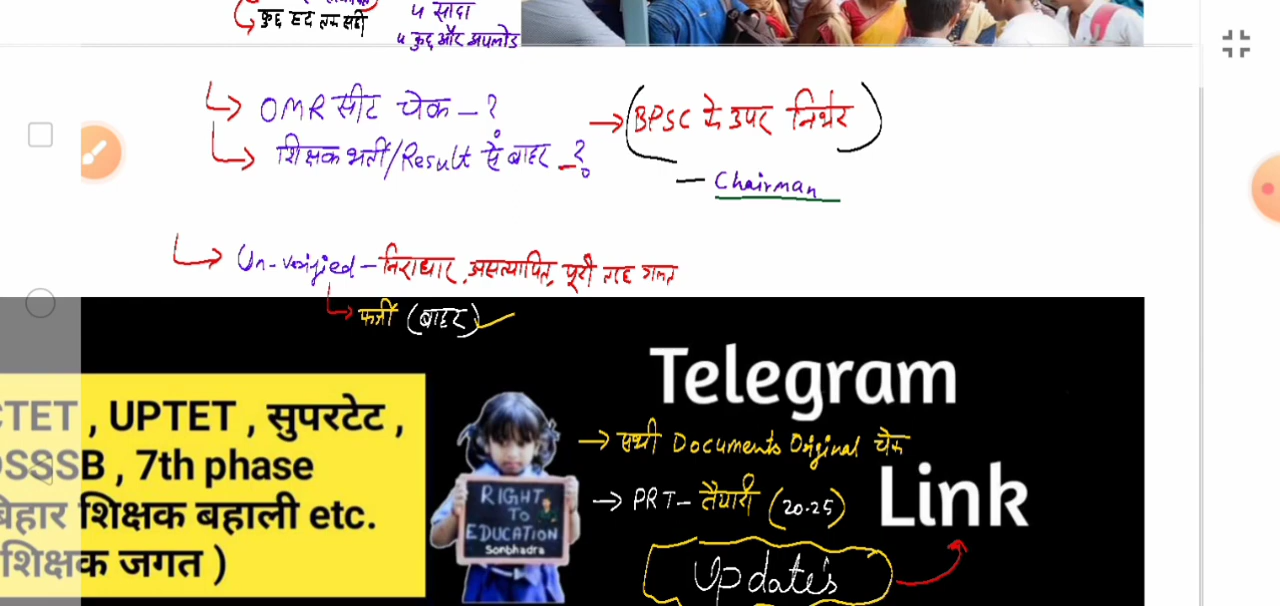 कुछ हद तक सही
4 सादा
4 कुछ और अपलोड
OMR सीट चेक - ?
शिक्षक भर्ती/Result से बाहर - ?
(BPSC के उपर निर्भर)
- Chairman
Un-verified - निराधार, असत्यापित, पूरी तरह गलत
फर्जी (बाहर)
Telegram
Link
CTET , UPTET , सुपरटेट ,
DSSSB , 7th phase
बिहार शिक्षक बहाली etc.
शिक्षक जगत )
RIGHT
TO
EDUCATION
Sonbhadra
सभी Documents Original चेक
PRT - तैयारी (20-25)
Updates